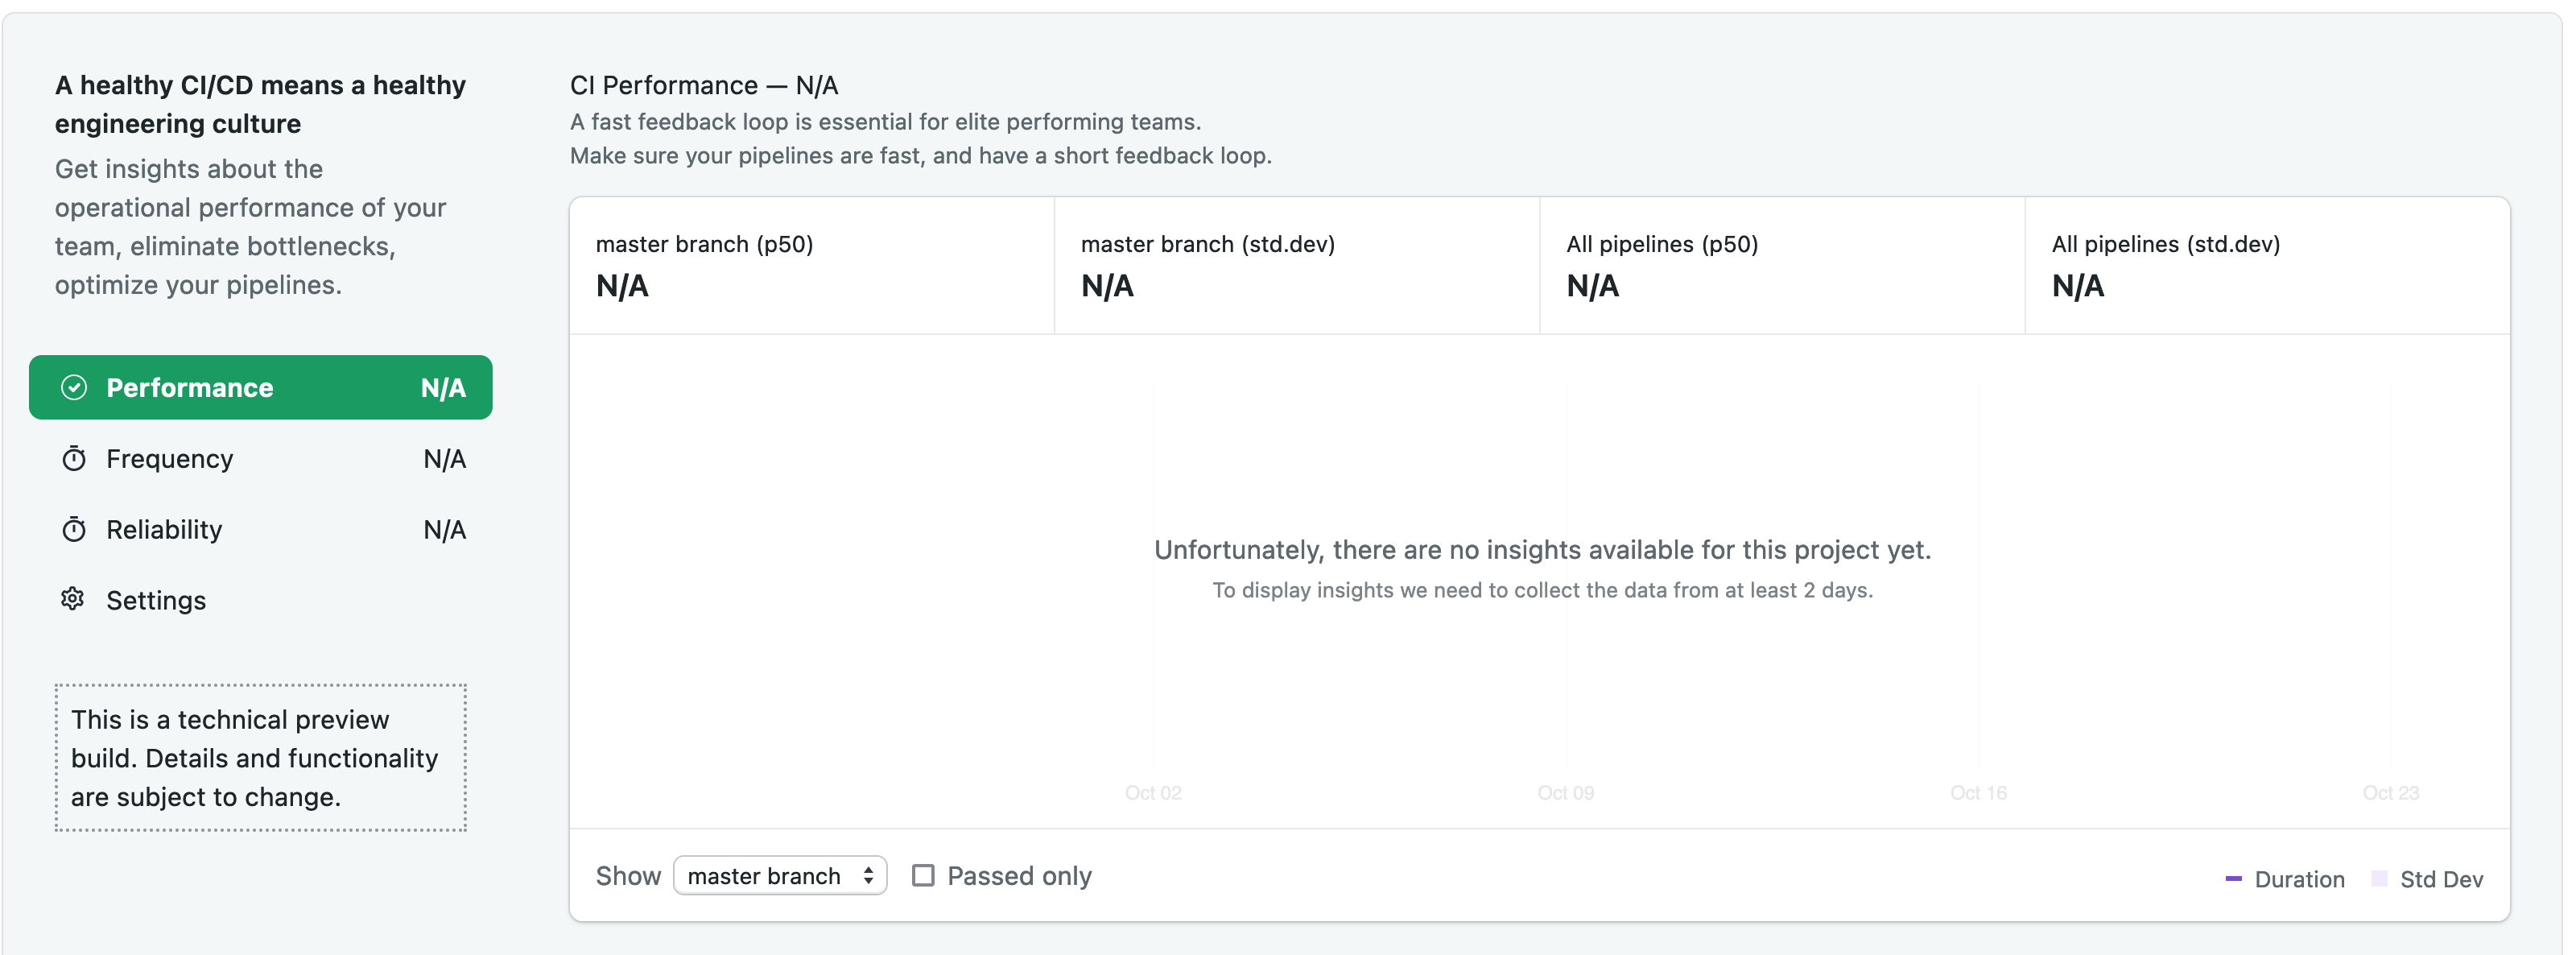 A healthy CI/CD means a healthy
engineering culture
Get insights about the
operational performance of your
team, eliminate bottlenecks,
optimize your pipelines.
Performance N/A
Frequency N/A
Reliability N/A
Settings
This is a technical preview
build. Details and functionality
are subject to change.
CI Performance — N/A
A fast feedback loop is essential for elite performing teams.
Make sure your pipelines are fast, and have a short feedback loop.
master branch (p50)
N/A
master branch (std.dev)
N/A
All pipelines (p50)
N/A
All pipelines (std.dev)
N/A
Unfortunately, there are no insights available for this project yet.
To display insights we need to collect the data from at least 2 days.
Oct 02 Oct 09 Oct 16 Oct 23
Show master branch Passed only Duration Std Dev